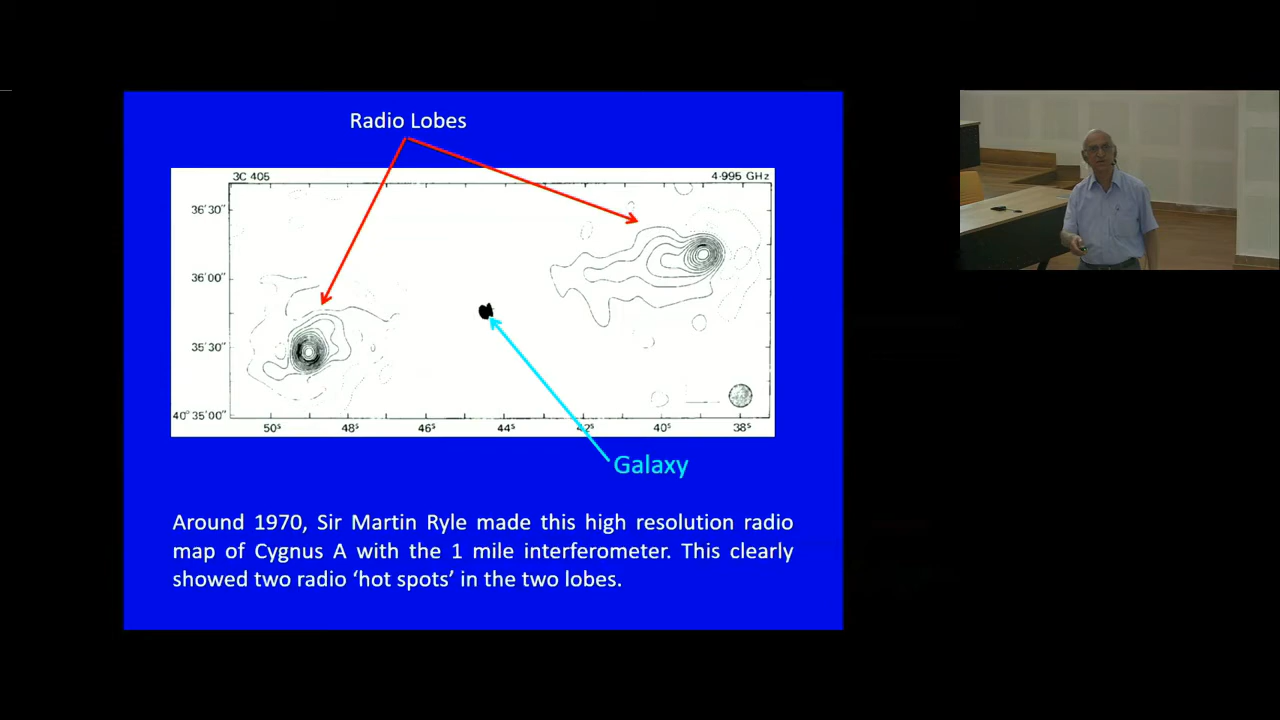 Radio Lobes
3C 405
4·995 GHz
36'30"
36'00"
35'30"
40° 35'00"
50ˢ 48ˢ 46ˢ 44ˢ 42ˢ 40ˢ 38ˢ
Galaxy
Around 1970, Sir Martin Ryle made this high resolution radio
map of Cygnus A with the 1 mile interferometer. This clearly
showed two radio ‘hot spots’ in the two lobes.